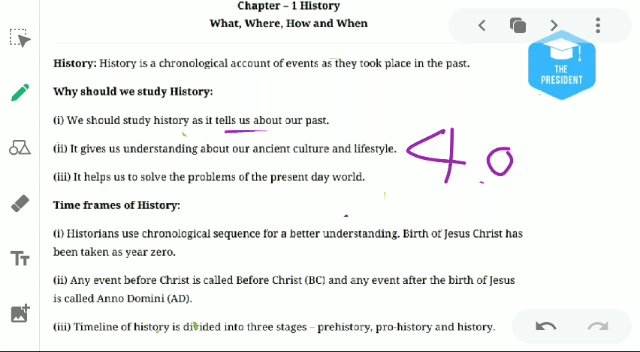 Chapter – 1 History
What, Where, How and When
THE
PRESIDENT
History: History is a chronological account of events as they took place in the past.
Why should we study History:
(i) We should study history as it tells us about our past.
(ii) It gives us understanding about our ancient culture and lifestyle.
4.0
(iii) It helps us to solve the problems of the present day world.
Time frames of History:
(i) Historians use chronological sequence for a better understanding. Birth of Jesus Christ has
been taken as year zero.
(ii) Any event before Christ is called Before Christ (BC) and any event after the birth of Jesus
is called Anno Domini (AD).
(iii) Timeline of history is divided into three stages – prehistory, pro-history and history.
TT